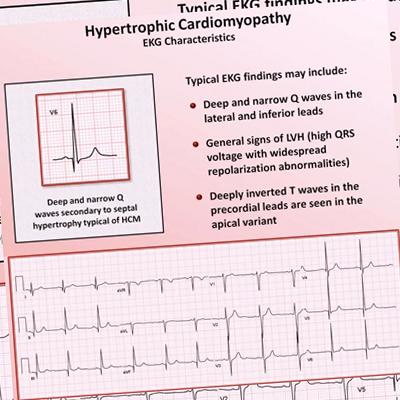 Typical EKG findings
Hypertrophic Cardiomyopathy
EKG Characteristics
Typical EKG findings may include:
V6
Deep and narrow Q waves in the
lateral and inferior leads
General signs of LVH (high QRS
voltage with widespread
repolarization abnormalities)
Deep and narrow Q
waves secondary to septal
hypertrophy typical of HCM
Deeply inverted T waves in the
precordial leads are seen in the
apical variant
I
aVR
V1
V4
II
aVL
V2
V5
III
aVF
V3
V6
V2
V5